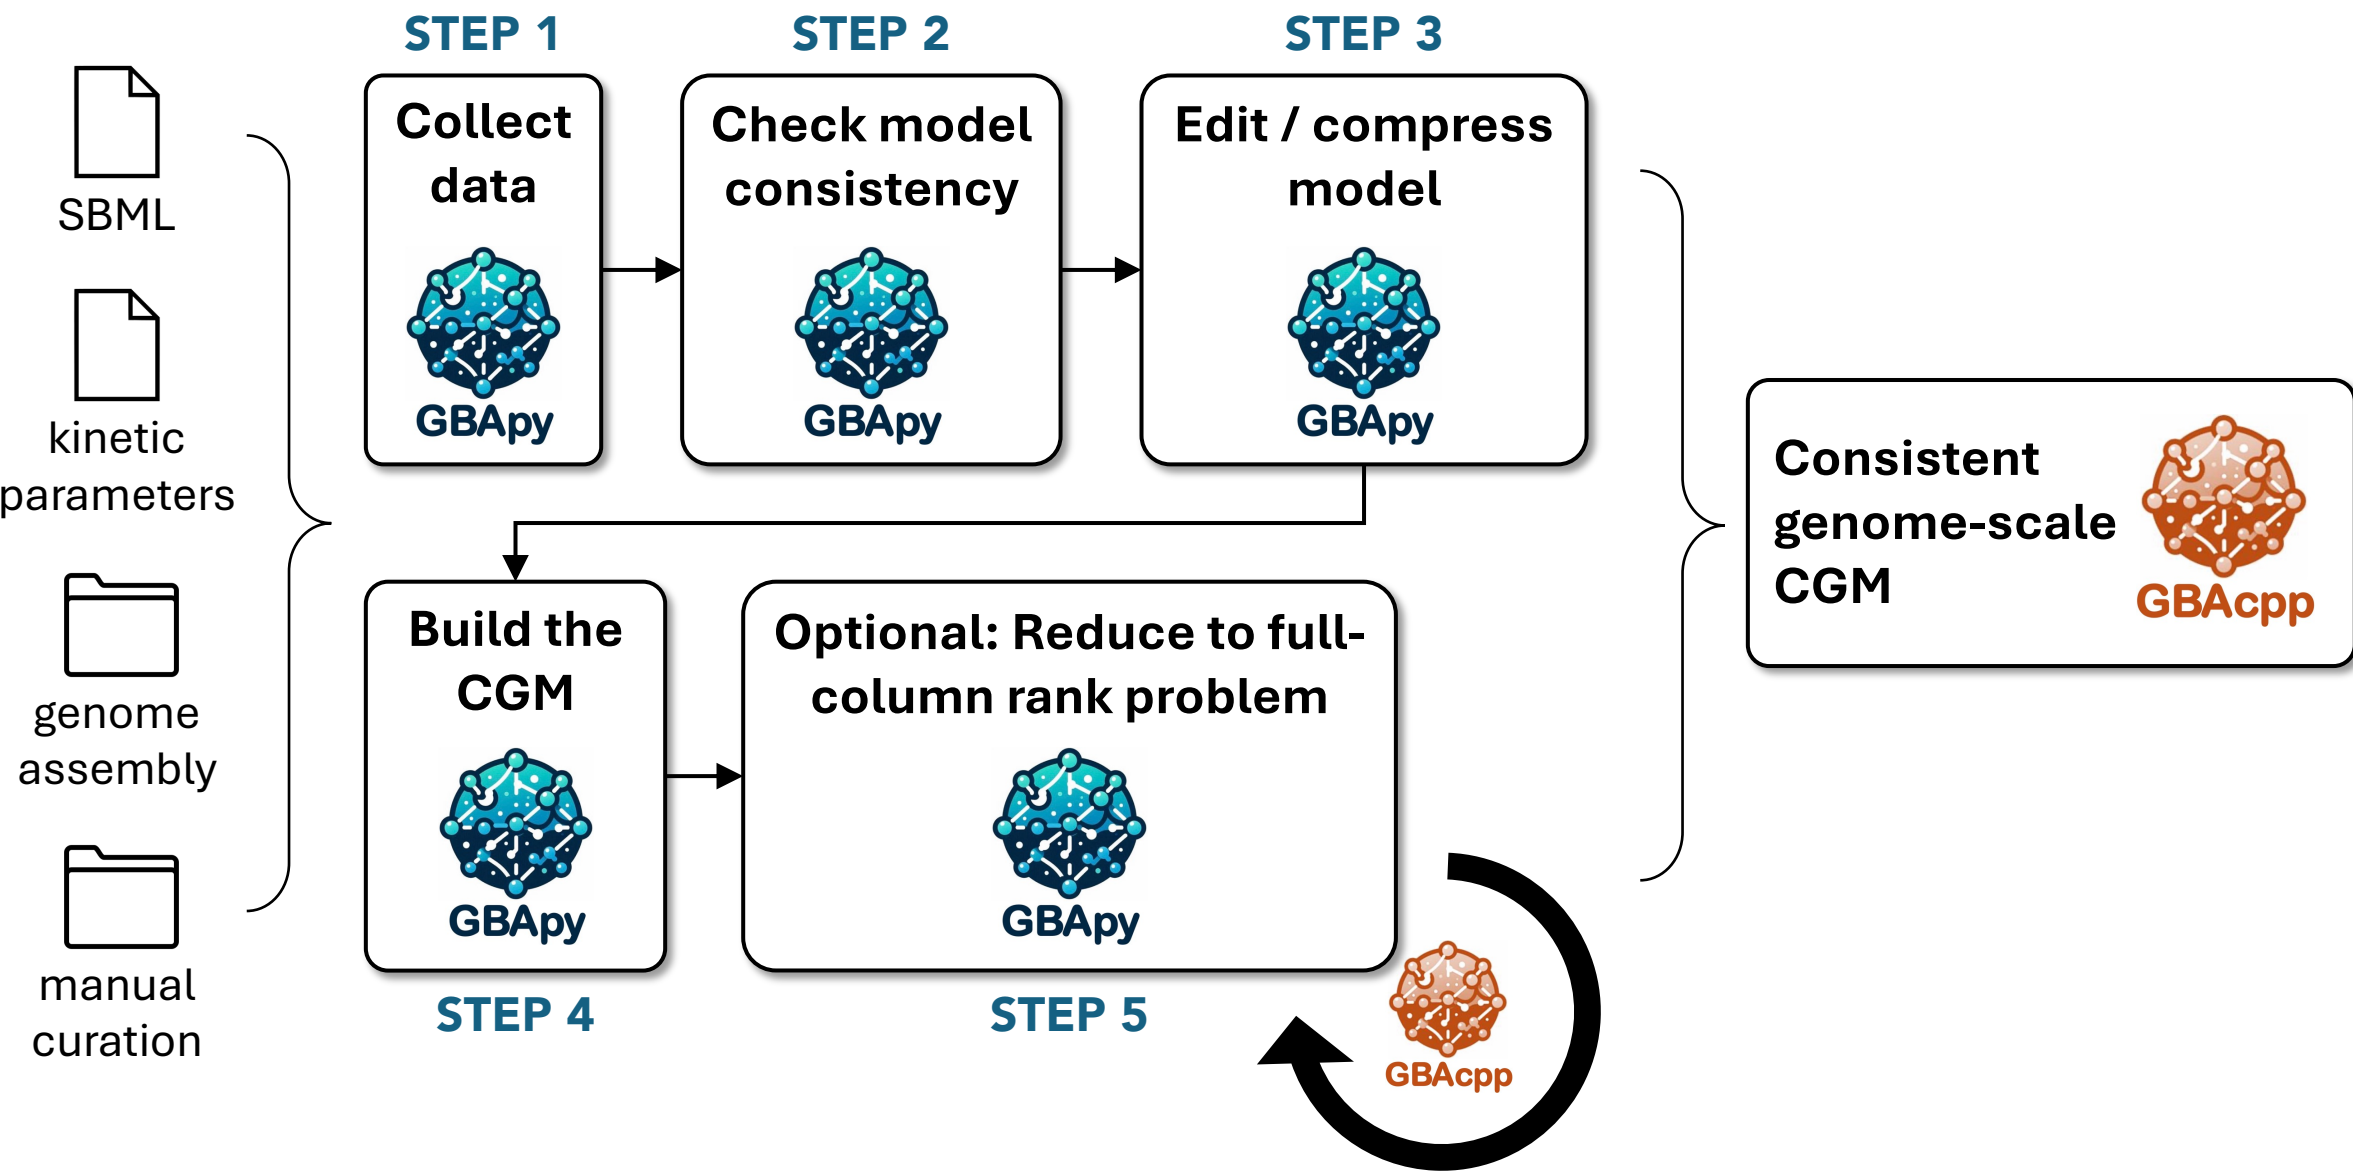 SBML
kinetic
parameters
genome
assembly
manual
curation
STEP 1
Collect
data
GBApy
STEP 2
Check model
consistency
GBApy
STEP 3
Edit / compress
model
GBApy
Build the
CGM
GBApy
STEP 4
Optional: Reduce to full-
column rank problem
GBApy
STEP 5
GBAcpp
Consistent
genome-scale
CGM
GBAcpp